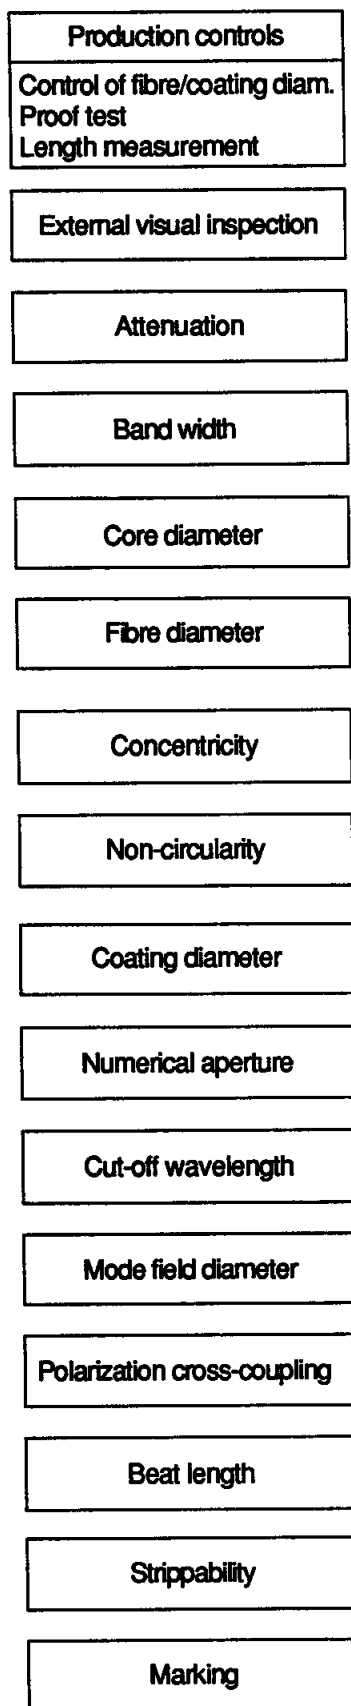 Production controls
Control of fibre/coating diam.
Proof test
Length measurement
External visual inspection
Attenuation
Band width
Core diameter
Fibre diameter
Concentricity
Non-circularity
Coating diameter
Numerical aperture
Cut-off wavelength
Mode field diameter
Polarization cross-coupling
Beat length
Strippability
Marking